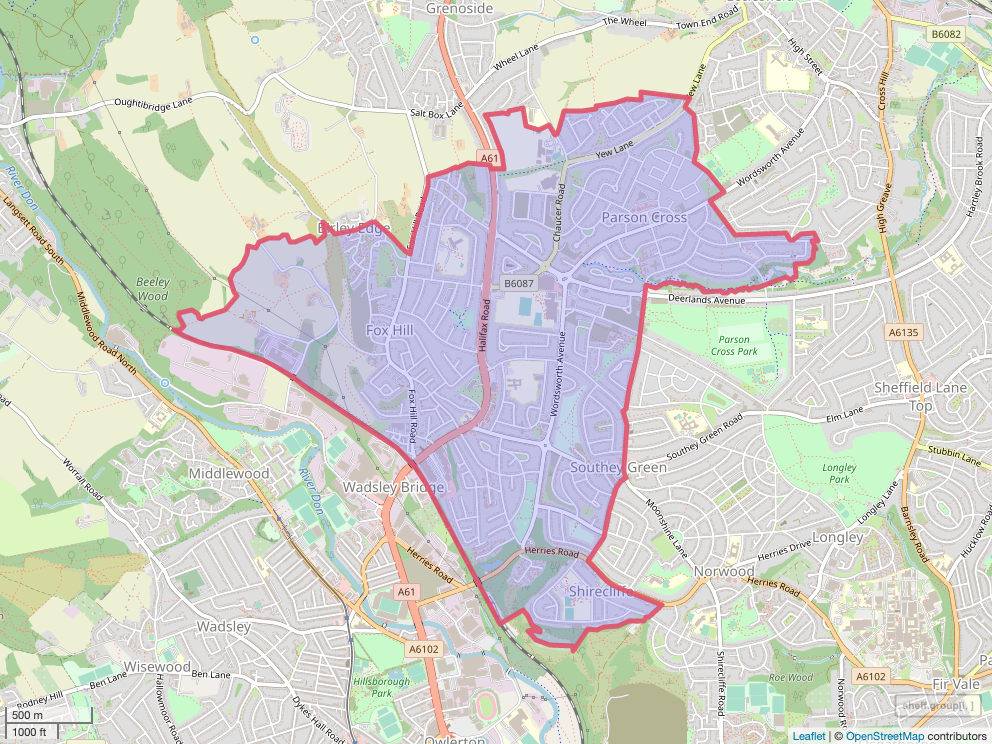 Grenoside
The Wheel
Town End Road
B6082
Wheel Lane
High Street
Cross Hill
Oughtibridge Lane
Salt Box Lane
ew Lane
A61
Yew Lane
Wordsworth Avenue
Hartley Brook Road
River Don
Langsett Road South
Chaucer Road
Parson Cross
High Greave
Birley Edge
Beeley
Wood
B6087
Deerlands Avenue
Middlewood Road North
Fox Hill
Halifax Road
Parson
Cross Park
A6135
Wordsworth Avenue
Sheffield Lane
Top
Fox Hill Road
Elm Lane
Southey Green Road
Stubbin Lane
Middlewood
Southey Green
Longley
Park
Worrall Road
River Don
Wadsley Bridge
Longley Lane
Barnsley Road
Moonshine Lane
Hucklow Road
Herries Road
Herries Road
Herries Drive
Longley
Norwood
Herries Road
A61
Shirecliffe
Wadsley
A6102
Wisewood
Ben Lane
Ben Lane
Rodney Hill
Hallowmoor Road
Hillsborough
Park
Dykes Hall Road
Shirecliffe Road
Roe Wood
Norwood
A6102
Fir Vale
Owlerton
500 m
1000 ft
Leaflet | © OpenStreetMap contributors